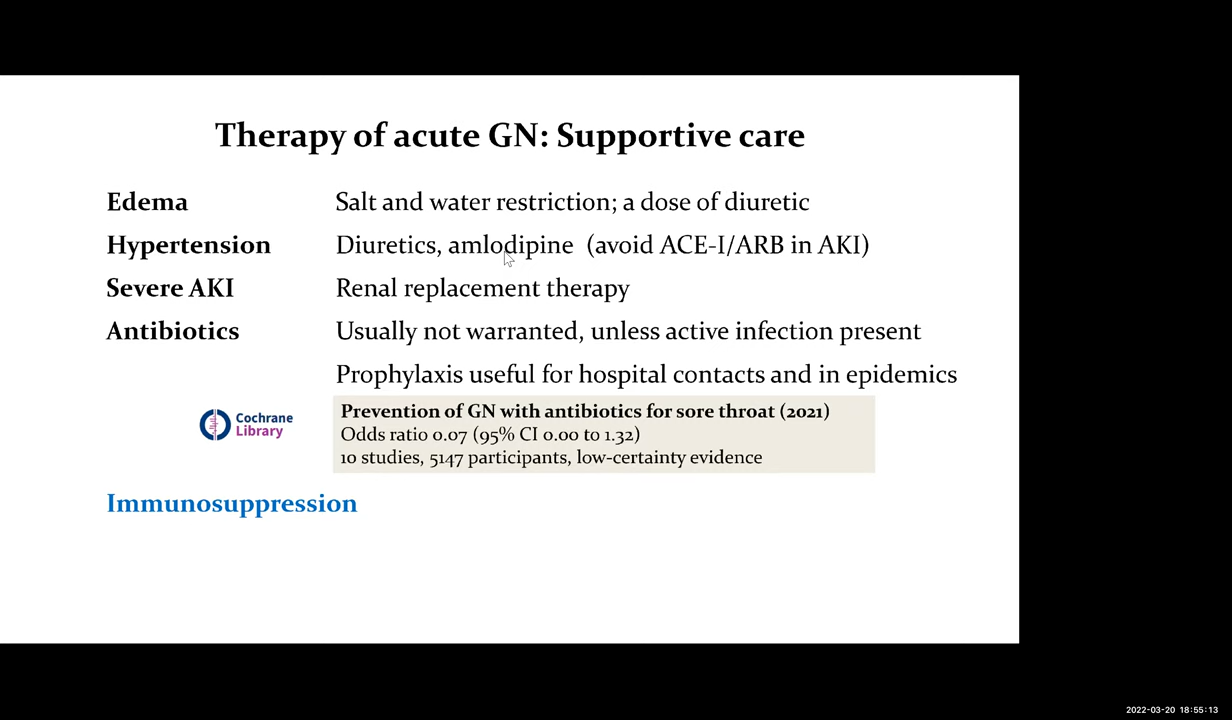 Therapy of acute GN: Supportive care
Edema Salt and water restriction; a dose of diuretic
Hypertension Diuretics, amlodipine (avoid ACE-I/ARB in AKI)
Severe AKI Renal replacement therapy
Antibiotics Usually not warranted, unless active infection present
Prophylaxis useful for hospital contacts and in epidemics
Cochrane
Library
Prevention of GN with antibiotics for sore throat (2021)
Odds ratio 0.07 (95% CI 0.00 to 1.32)
10 studies, 5147 participants, low-certainty evidence
Immunosuppression
2022-03-20 18:55:13